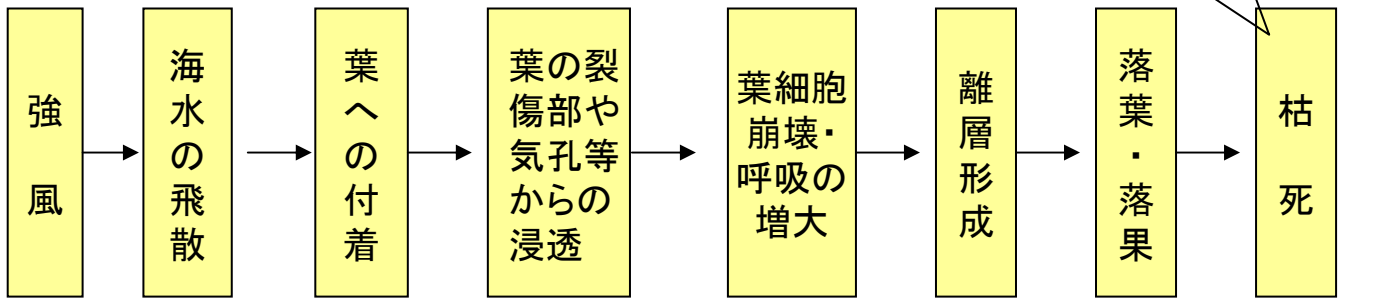 強風
海水の飛散
葉への付着
葉の裂
傷部や
気孔等
からの
浸透
葉細胞
崩壊・
呼吸の
増大
離層形成
落葉・落果
枯死